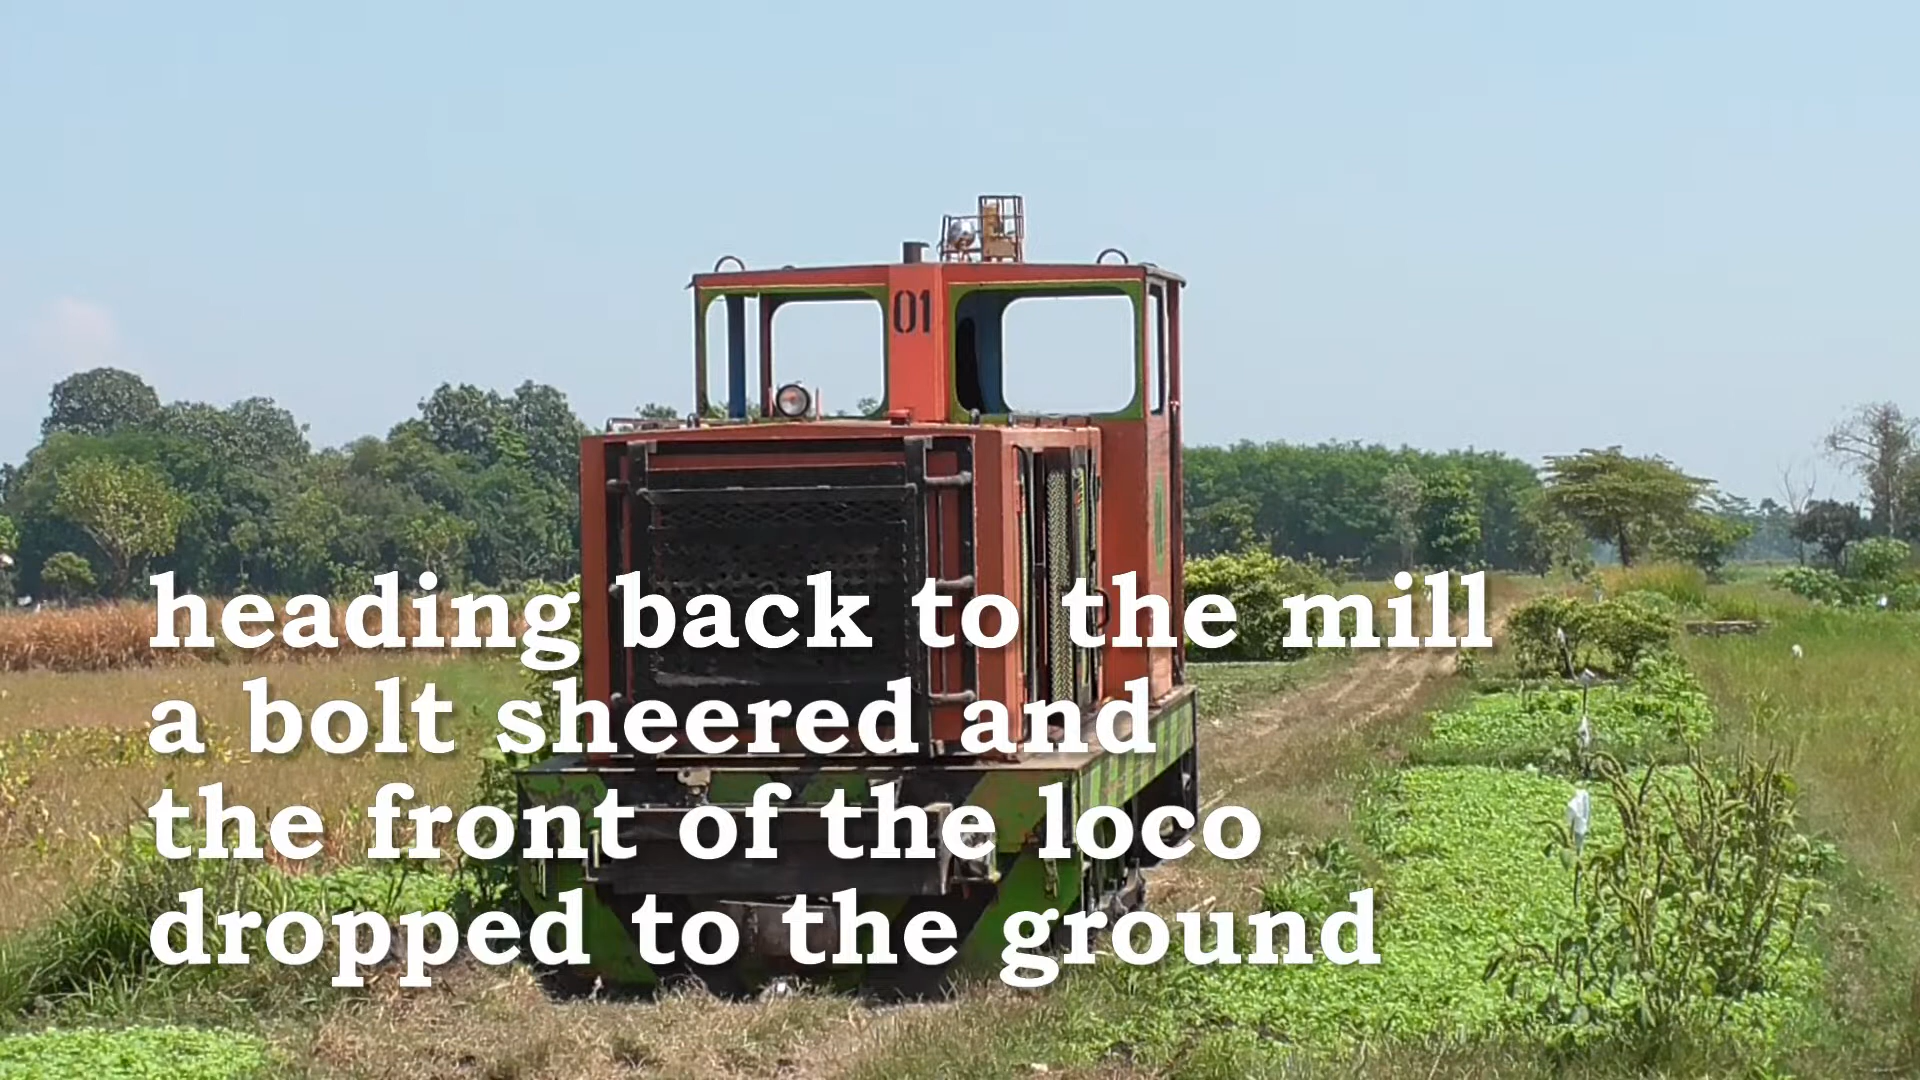 01
heading back to the mill
a bolt sheered and
the front of the loco
dropped to the ground